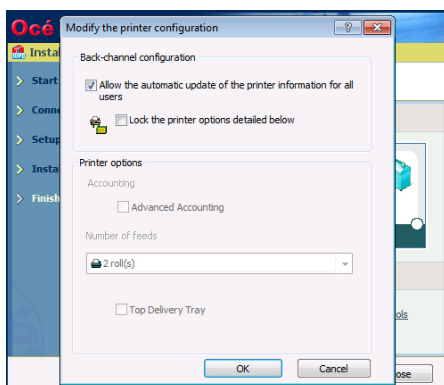 Océ
Modify the printer configuration
Insta
Back-channel configuration
Start
Allow the automatic update of the printer information for all
users
Conne
Lock the printer options detailed below
Setup
Printer options
Insta
Accounting
Finish
Advanced Accounting
Number of feeds
2 roll(s)
Top Delivery Tray
ols
OK
Cancel
ose